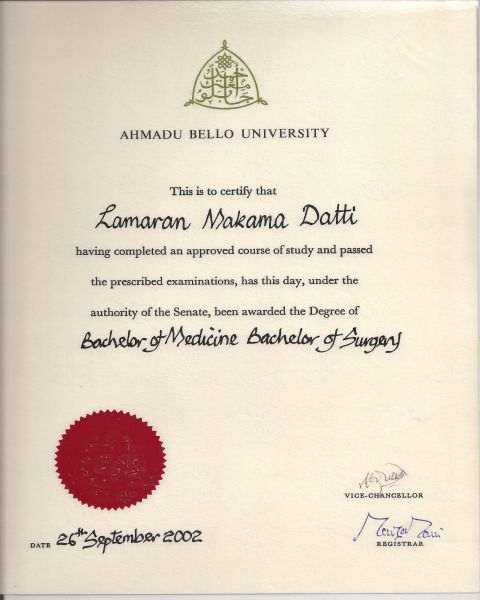 AHMADU BELLO UNIVERSITY
This is to certify that
Lamaran Makama Datti
having completed an approved course of study and passed
the prescribed examinations, has this day, under the
authority of the Senate, been awarded the Degree of
Bachelor of Medicine Bachelor of Surgery
VICE-CHANCELLOR
DATE 26th September 2002
REGISTRAR